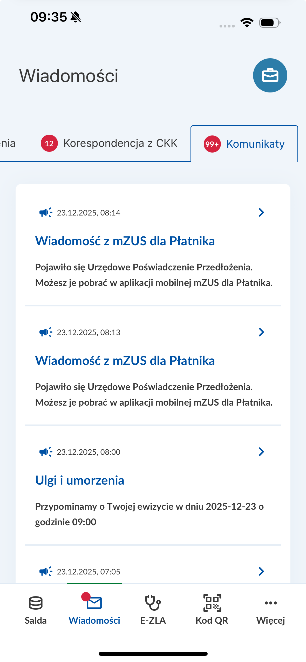 09:35
Wiadomości
nia
12
Korespondencja z CKK
99+
Komunikaty
23.12.2025, 08:14
Wiadomość z mZUS dla Płatnika
Pojawiło się Urzędowe Poświadczenie Przedłożenia.
Możesz je pobrać w aplikacji mobilnej mZUS dla Płatnika.
23.12.2025, 08:13
Wiadomość z mZUS dla Płatnika
Pojawiło się Urzędowe Poświadczenie Przedłożenia.
Możesz je pobrać w aplikacji mobilnej mZUS dla Płatnika.
23.12.2025, 08:00
Ulgi i umorzenia
Przypominamy o Twojej ewizycie w dniu 2025-12-23 o
godzinie 09:00
23.12.2025, 07:05
Salda
Wiadomości
E-ZLA
Kod QR
Więcej